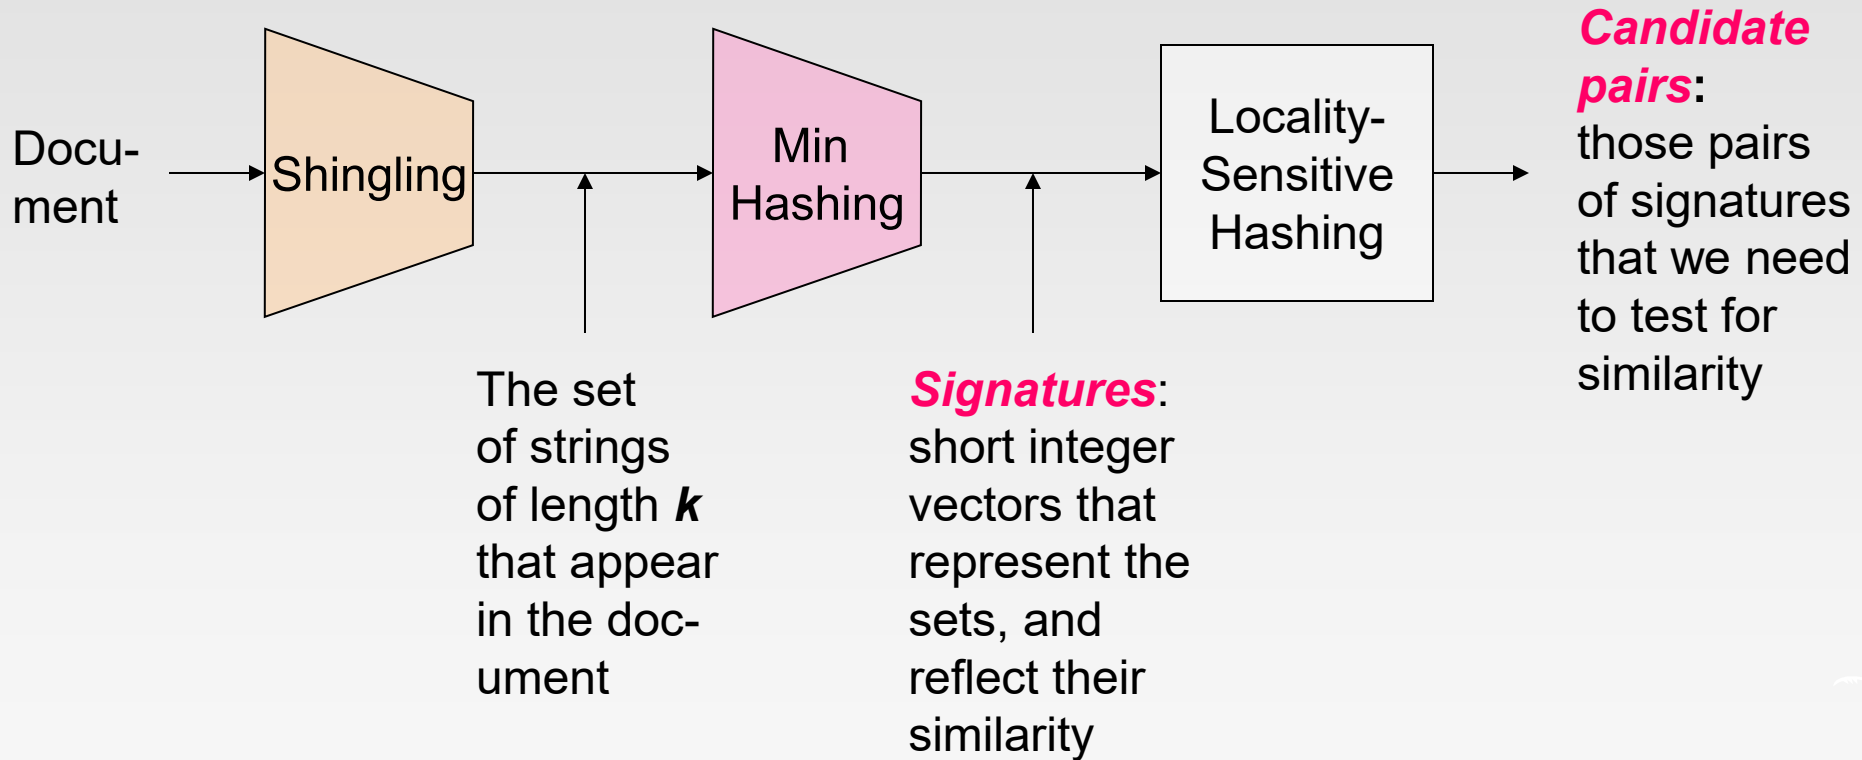 Docu-
ment
Shingling
The set
of strings
of length k
that appear
in the doc-
ument
Min
Hashing
Signatures:
short integer
vectors that
represent the
sets, and
reflect their
similarity
Locality-
Sensitive
Hashing
Candidate
pairs:
those pairs
of signatures
that we need
to test for
similarity